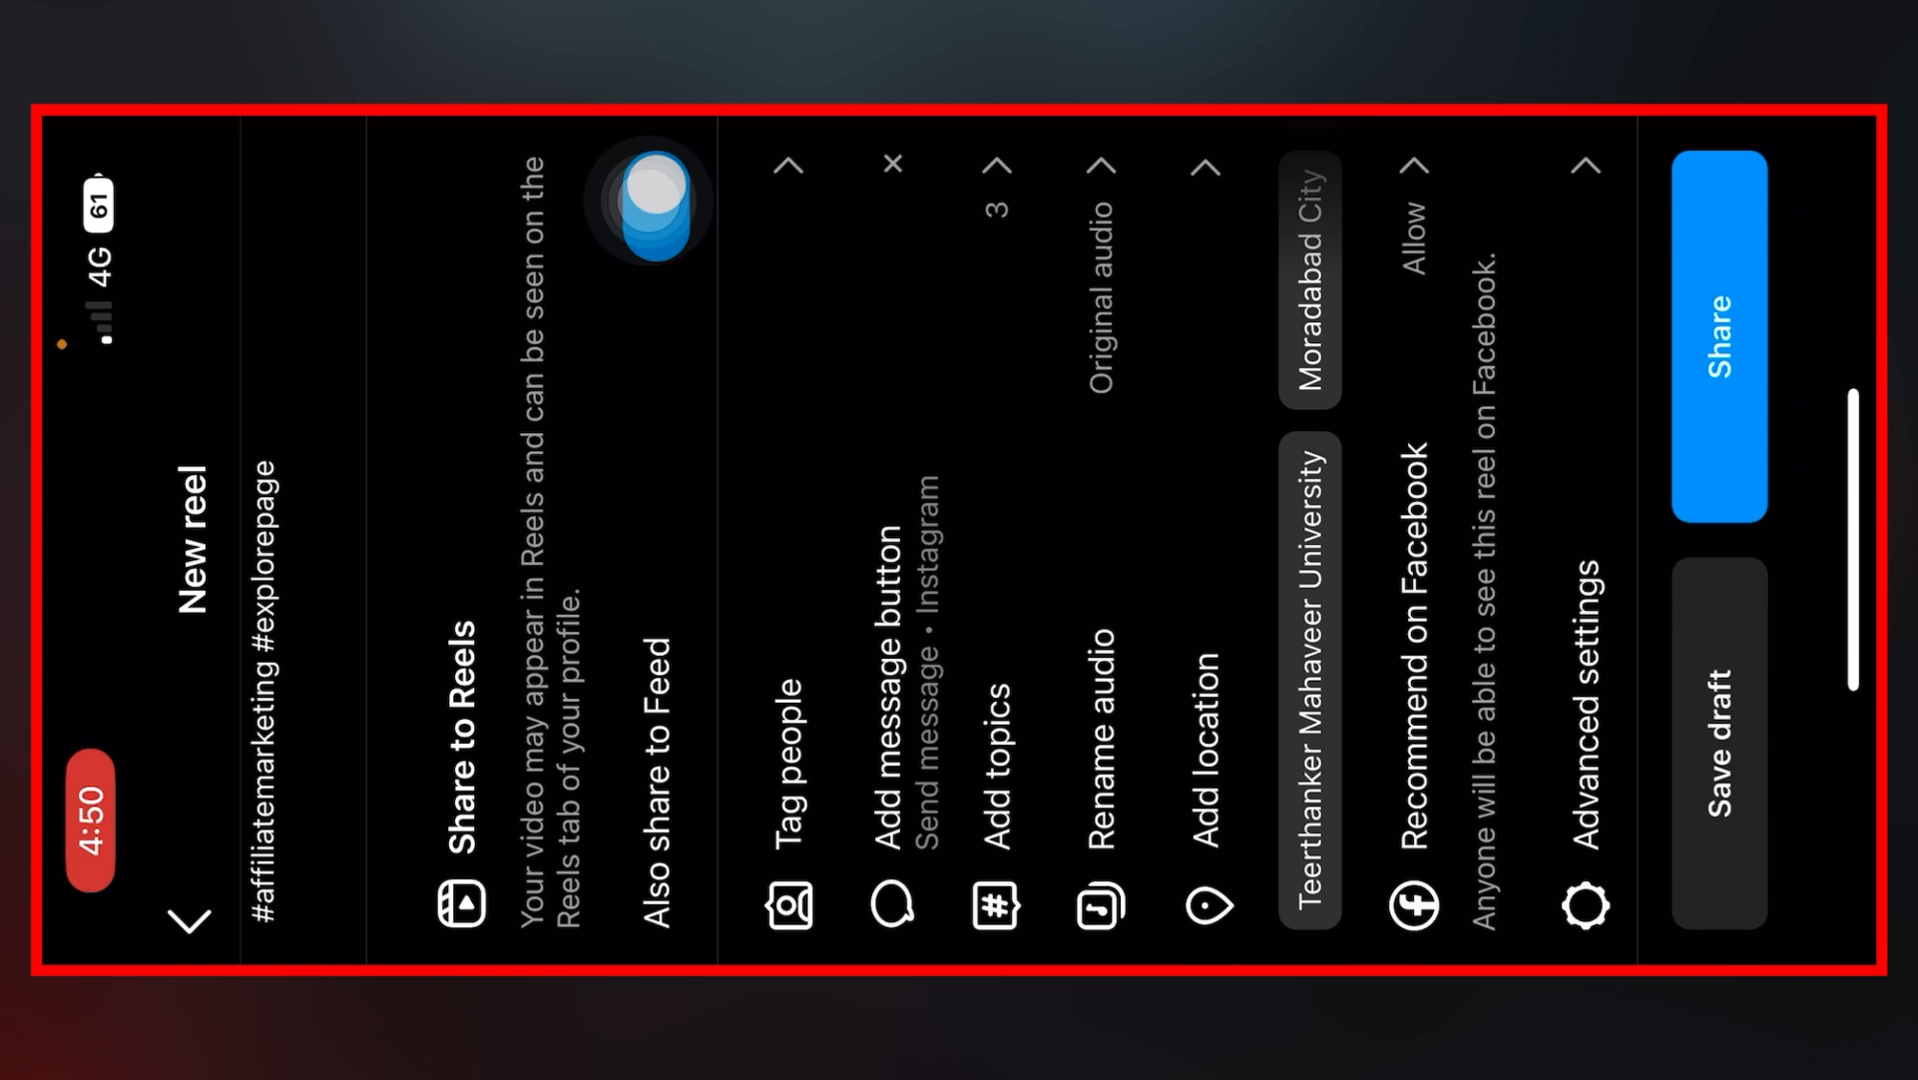 4:50
4G 61
New reel
#affiliatemarketing #explorepage
Share to Reels
Your video may appear in Reels and can be seen on the
Reels tab of your profile.
Also share to Feed
Tag people
Add message button
Send message • Instagram
Add topics 3
Rename audio Original audio
Add location
Teerthanker Mahaveer University Moradabad City
Recommend on Facebook Allow
Anyone will be able to see this reel on Facebook.
Advanced settings
Save draft Share